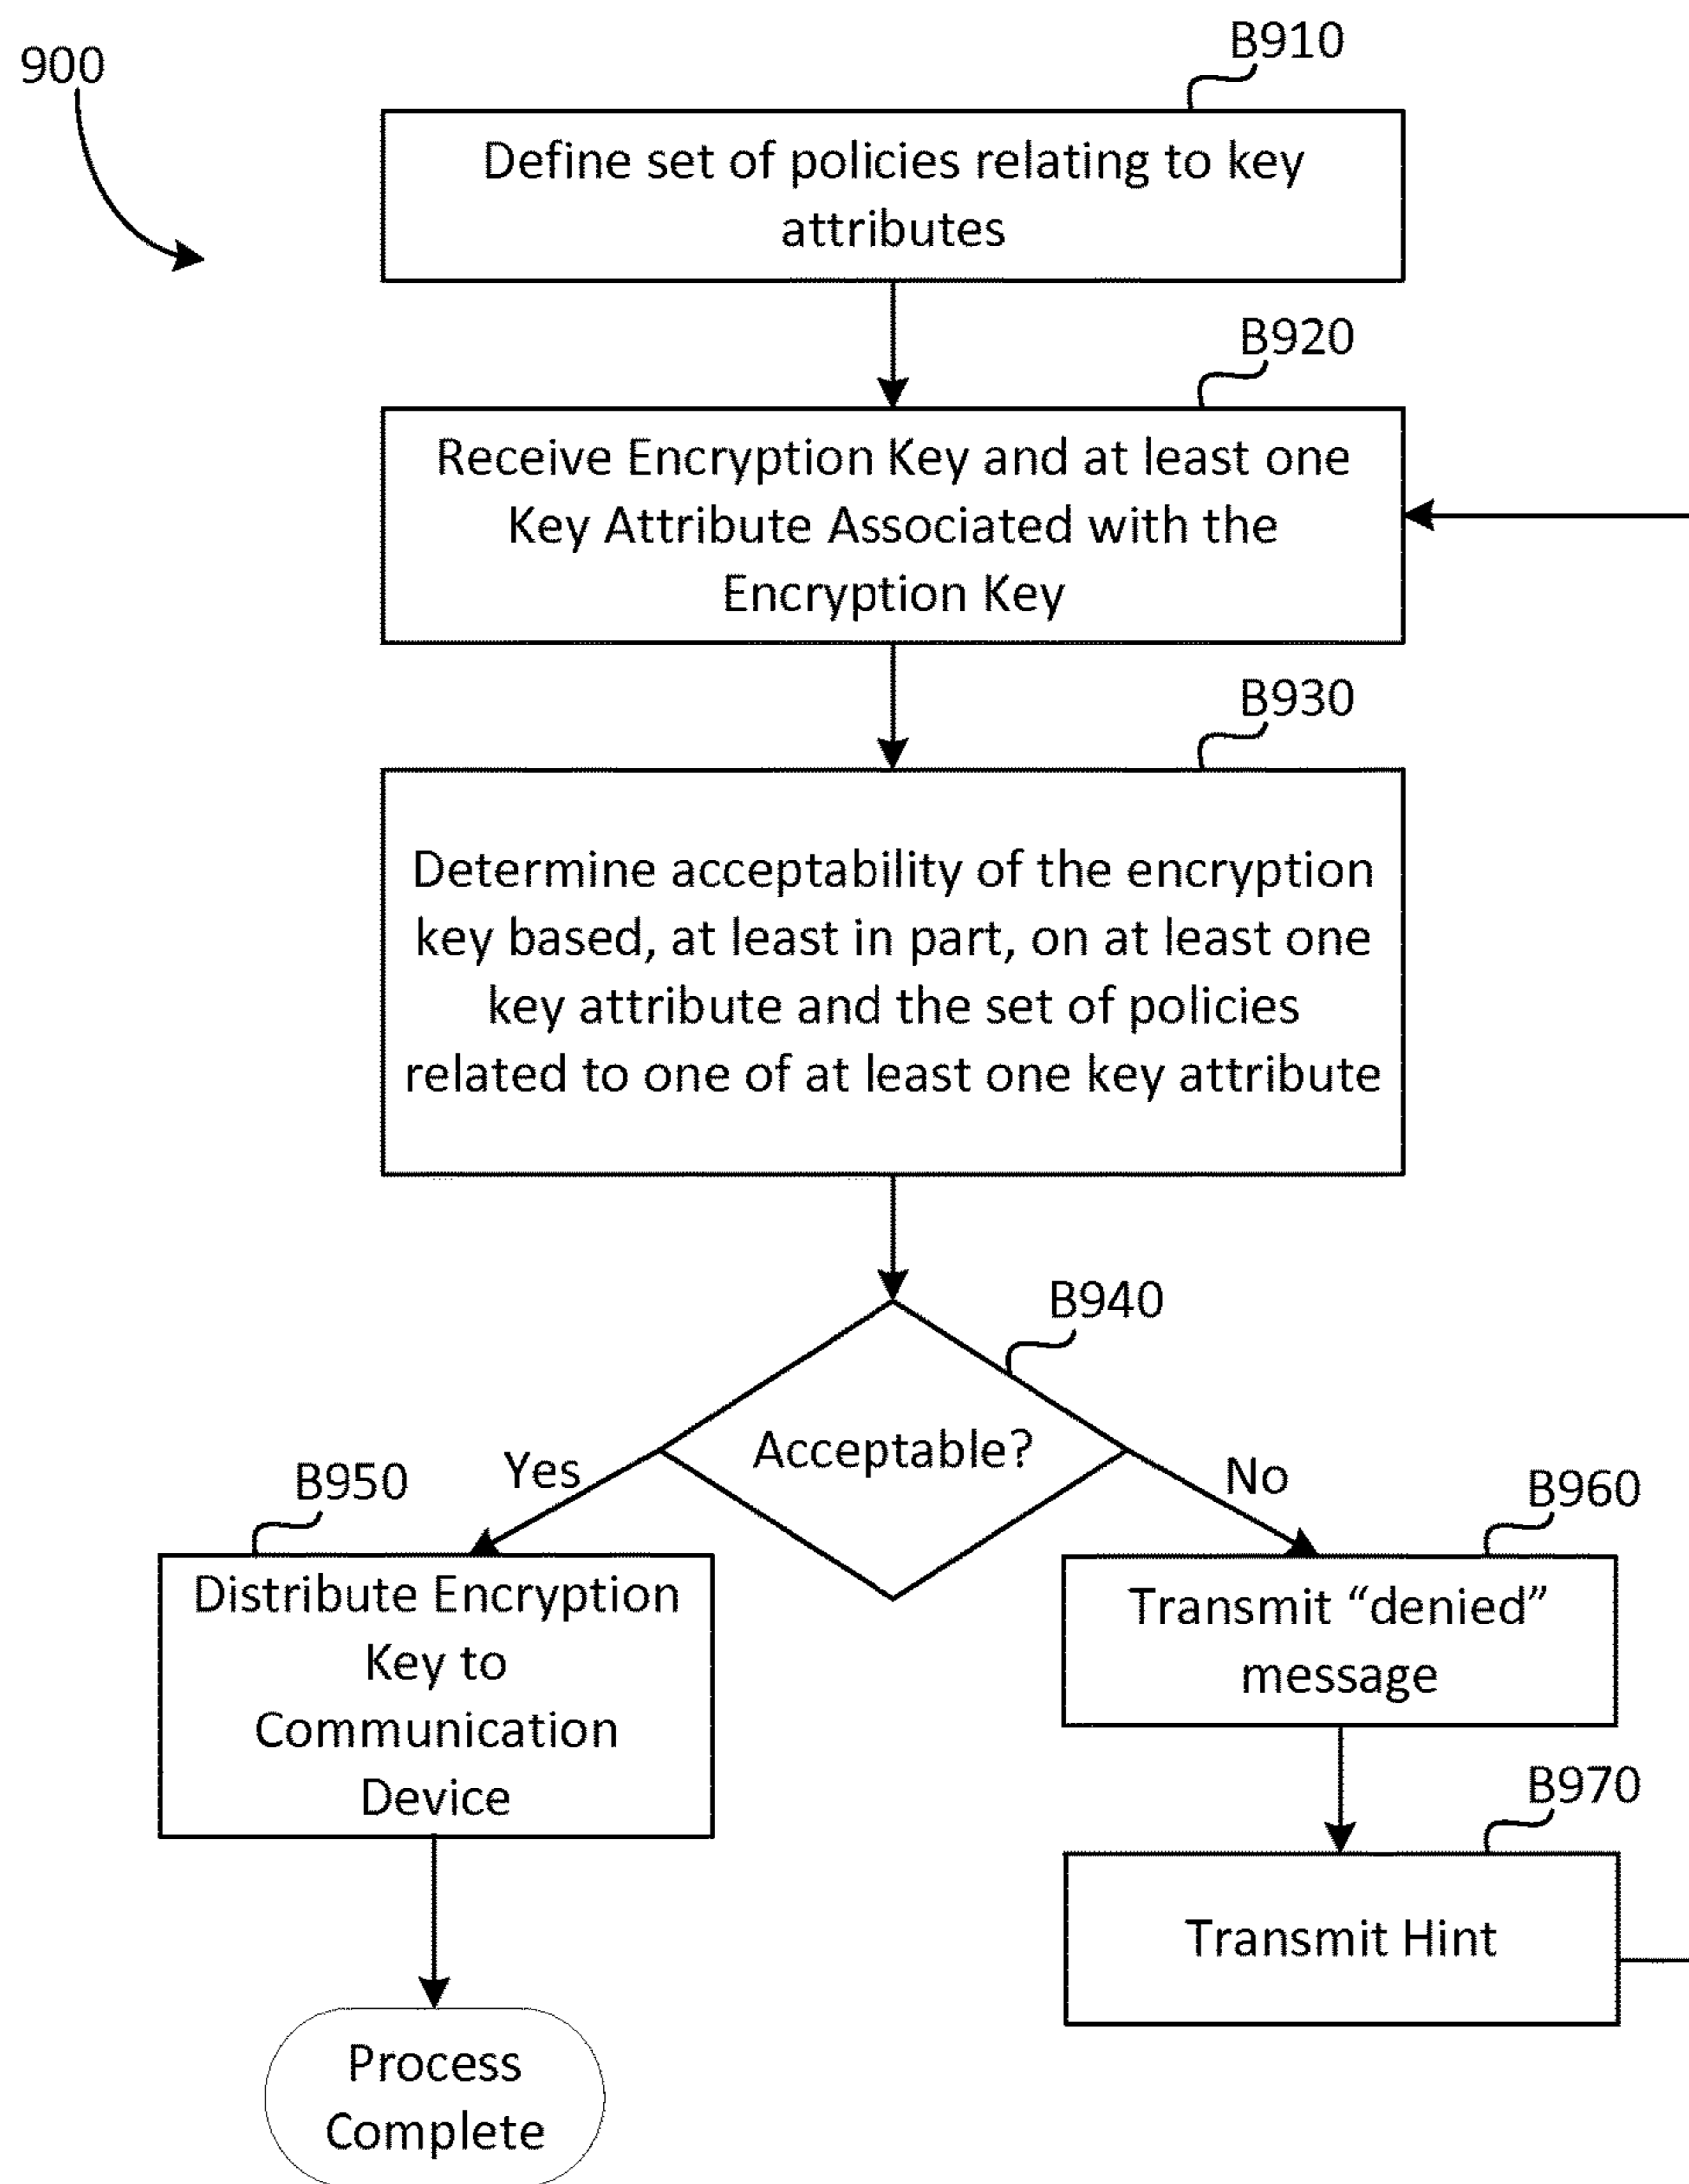 900
B910
Define set of policies relating to key
attributes
B920
Receive Encryption Key and at least one
Key Attribute Associated with the
Encryption Key
B930
Determine acceptability of the encryption
key based, at least in part, on at least one
key attribute and the set of policies
related to one of at least one key attribute
B940
Acceptable?
Yes
No
B950
Distribute Encryption
Key to
Communication
Device
B960
Transmit “denied”
message
B970
Transmit Hint
Process
Complete